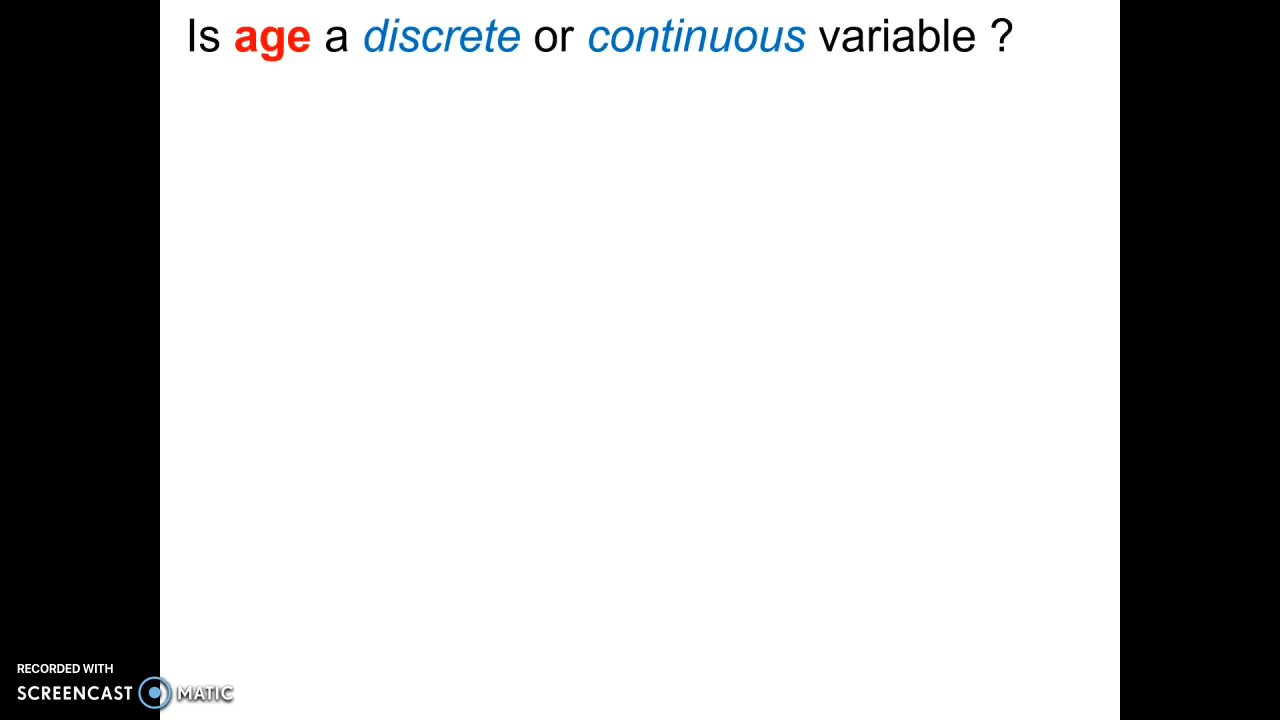 Is age a discrete or continuous variable ?
RECORDED WITH
SCREENCAST MATIC